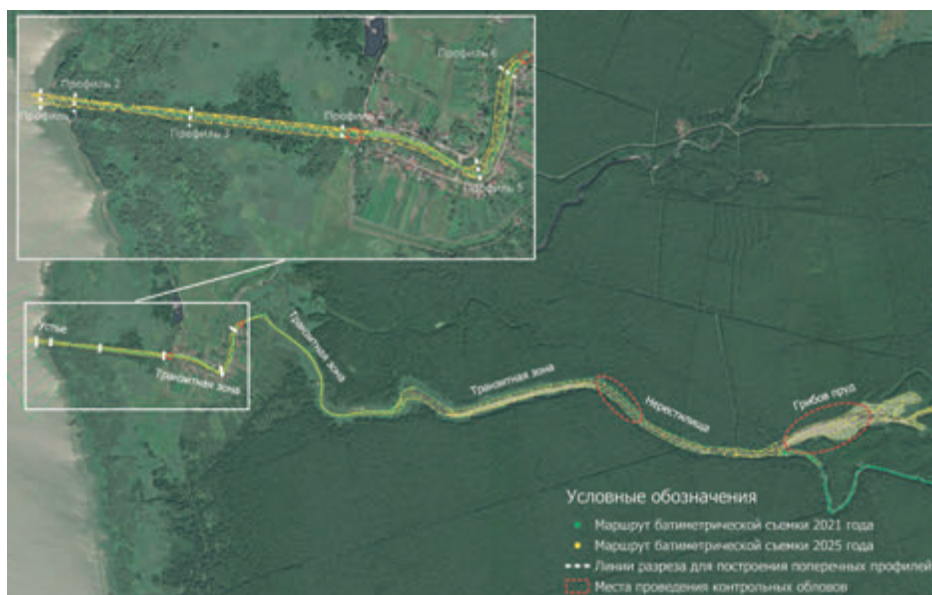 Профиль 6
Профиль 2
Профиль 1
Профиль 3
Профиль 4
Профиль 5
Устье
Транзитная зона
Транзитная зона
Транзитная зона
Нерестилища
Грибов пруд
Условные обозначения
Маршрут батиметрической съемки 2021 года
Маршрут батиметрической съемки 2025 года
Линии разреза для построения поперечных профилей
Места проведения контрольных обловов